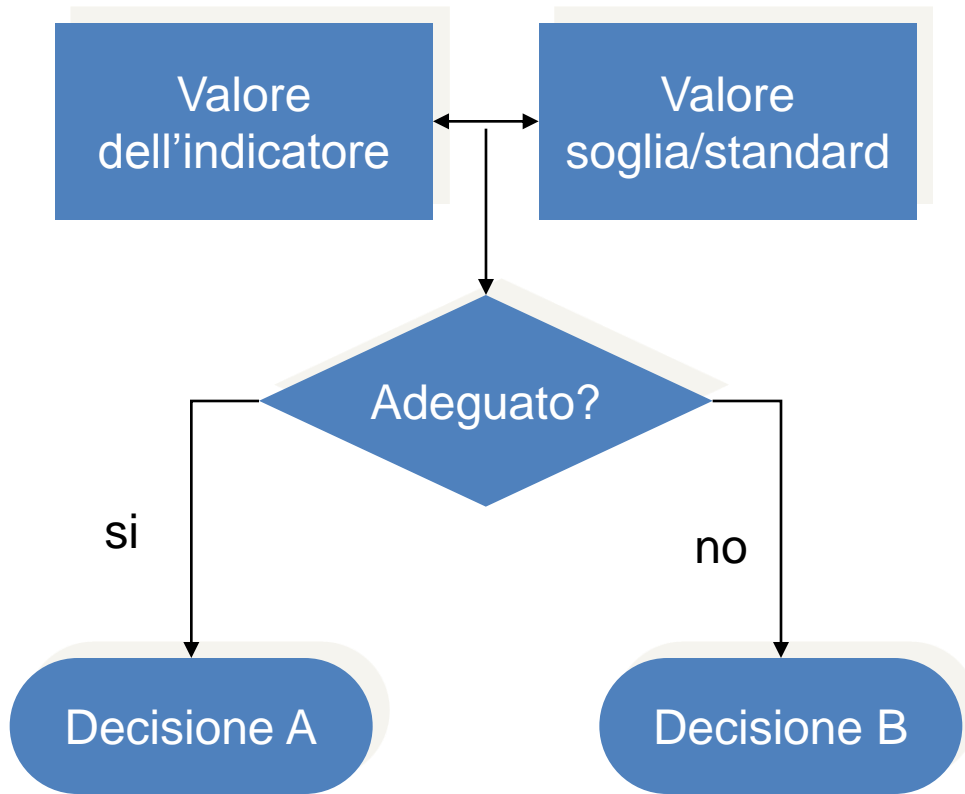 Valore
dell'indicatore
Valore
soglia/standard
Adeguato?
si
no
Decisione A
Decisione B